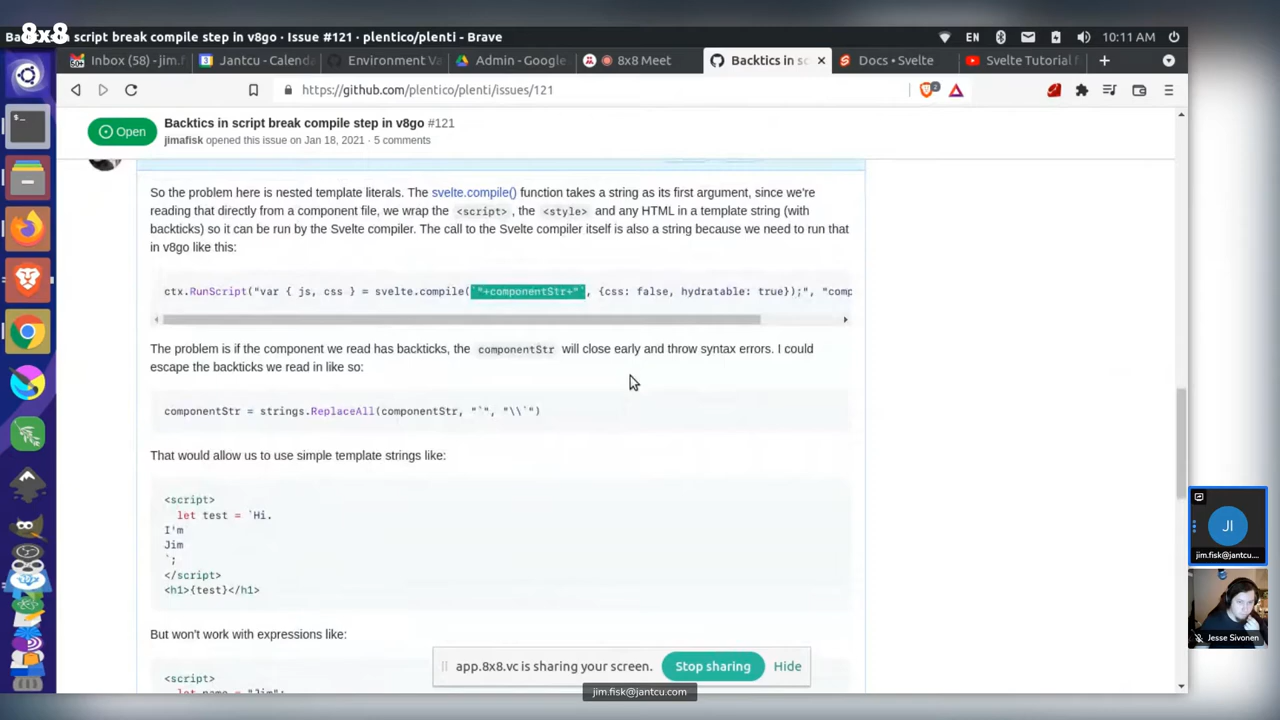 8x8
Backtics in script break compile step in v8go · Issue #121 · plentico/plenti - Brave
EN
10:11 AM
Inbox (58) - jim.f
Jantcu - Calenda
Environment Va
Admin - Google
8x8 Meet
Backtics in sc
Docs • Svelte
Svelte Tutorial f
https://github.com/plentico/plenti/issues/121
2
Open
Backtics in script break compile step in v8go #121
jimafisk opened this issue on Jan 18, 2021 · 5 comments
So the problem here is nested template literals. The svelte.compile() function takes a string as its first argument, since we're
reading that directly from a component file, we wrap the <script> , the <style> and any HTML in a template string (with
backticks) so it can be run by the Svelte compiler. The call to the Svelte compiler itself is also a string because we need to run that
in v8go like this:
ctx.RunScript("var { js, css } = svelte.compile(`"+componentStr+"`, {css: false, hydratable: true});", "comp
The problem is if the component we read has backticks, the componentStr will close early and throw syntax errors. I could
escape the backticks we read in like so:
componentStr = strings.ReplaceAll(componentStr, "`", "\\`")
That would allow us to use simple template strings like:
<script>
let test = `Hi.
I'm
Jim
`;
</script>
<h1>{test}</h1>
But won't work with expressions like:
<script>
let name = "Jim";
app.8x8.vc is sharing your screen.
Stop sharing
Hide
jim.fisk@jantcu.com
JI
jim.fisk@jantcu....
Jesse Sivonen